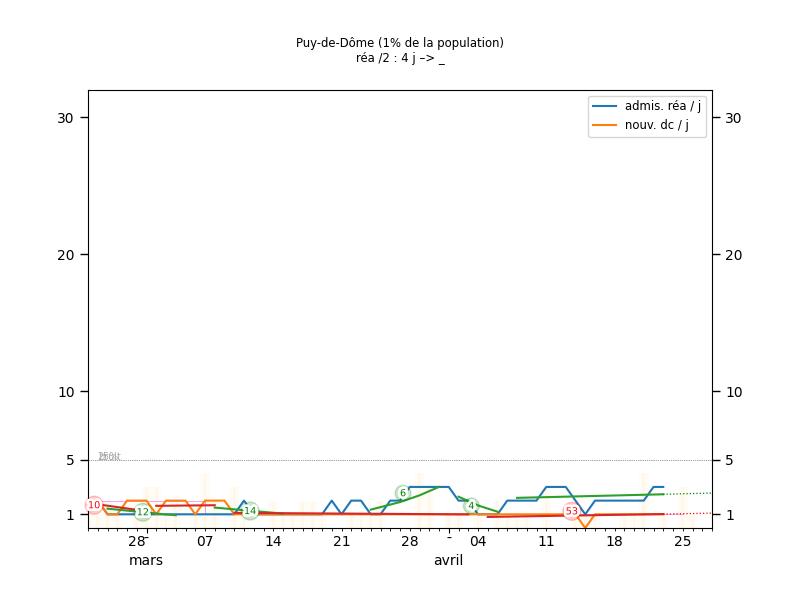 Puy-de-Dôme (1% de la population)
réa /2 : 4 j –> _
admis. réa / j
nouv. dc / j
30 30
20 20
10 10
5 5
1 1
10 12 14 6 4 53
28 07 14 21 28 04 11 18 25
mars avril